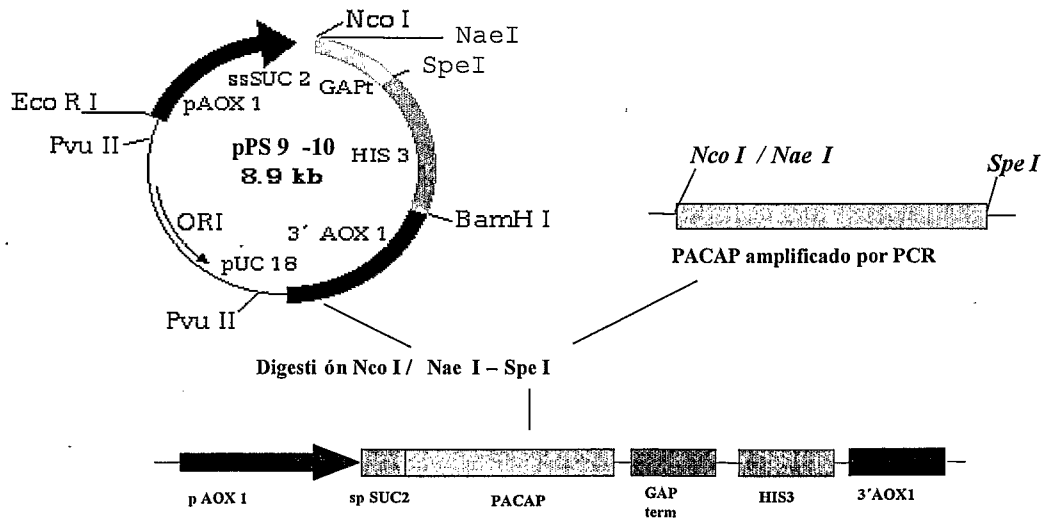 Nco I
NaeI
SpeI
ssSUC 2
GAPt
pAOX 1
Eco R I
Pvu II
pPS 9 -10
8.9 kb
HIS 3
BamH I
ORI
3´ AOX 1
pUC 18
Pvu II
Nco I / Nae I
Spe I
PACAP amplificado por PCR
Digesti ón Nco I / Nae I – Spe I
p AOX 1
sp SUC2
PACAP
GAP
term
HIS3
3´AOX1